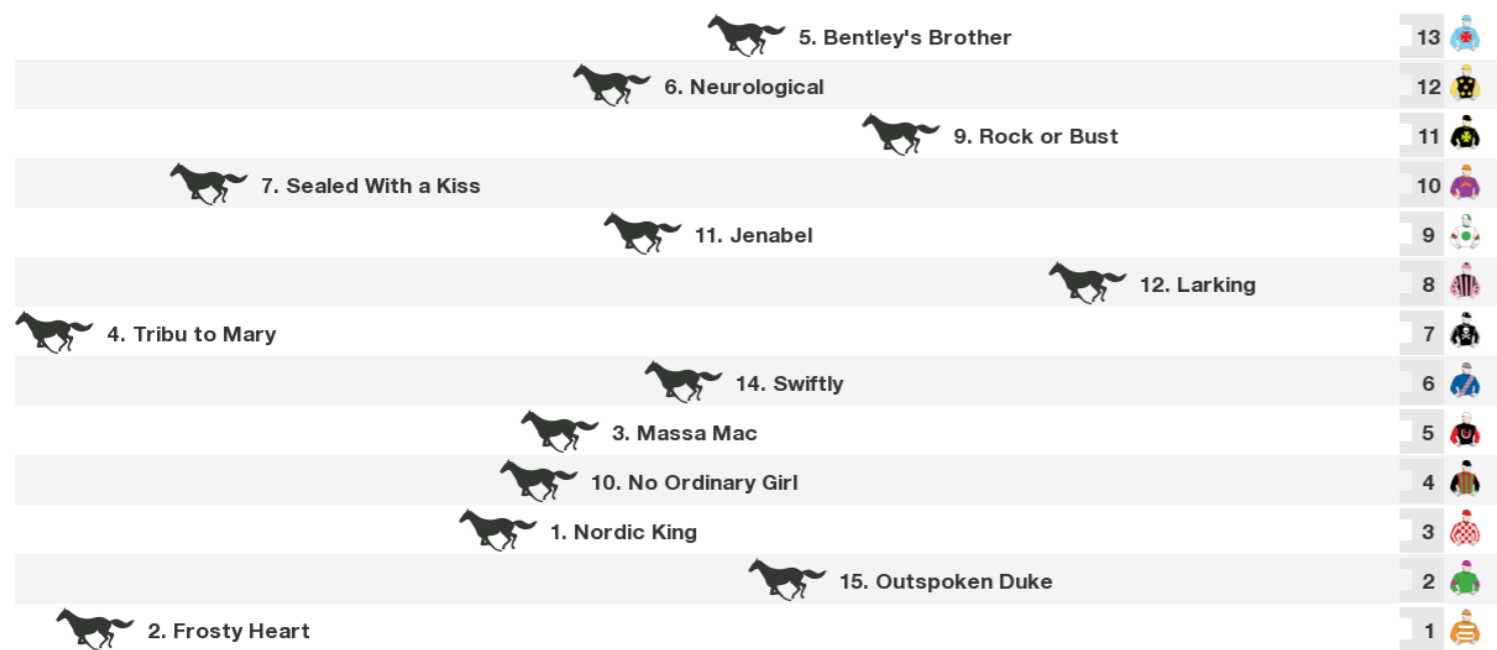 5. Bentley's Brother 13
6. Neurological 12
9. Rock or Bust 11
7. Sealed With a Kiss 10
11. Jenabel 9
12. Larking 8
4. Tribu to Mary 7
14. Swiftly 6
3. Massa Mac 5
10. No Ordinary Girl 4
1. Nordic King 3
15. Outspoken Duke 2
2. Frosty Heart 1